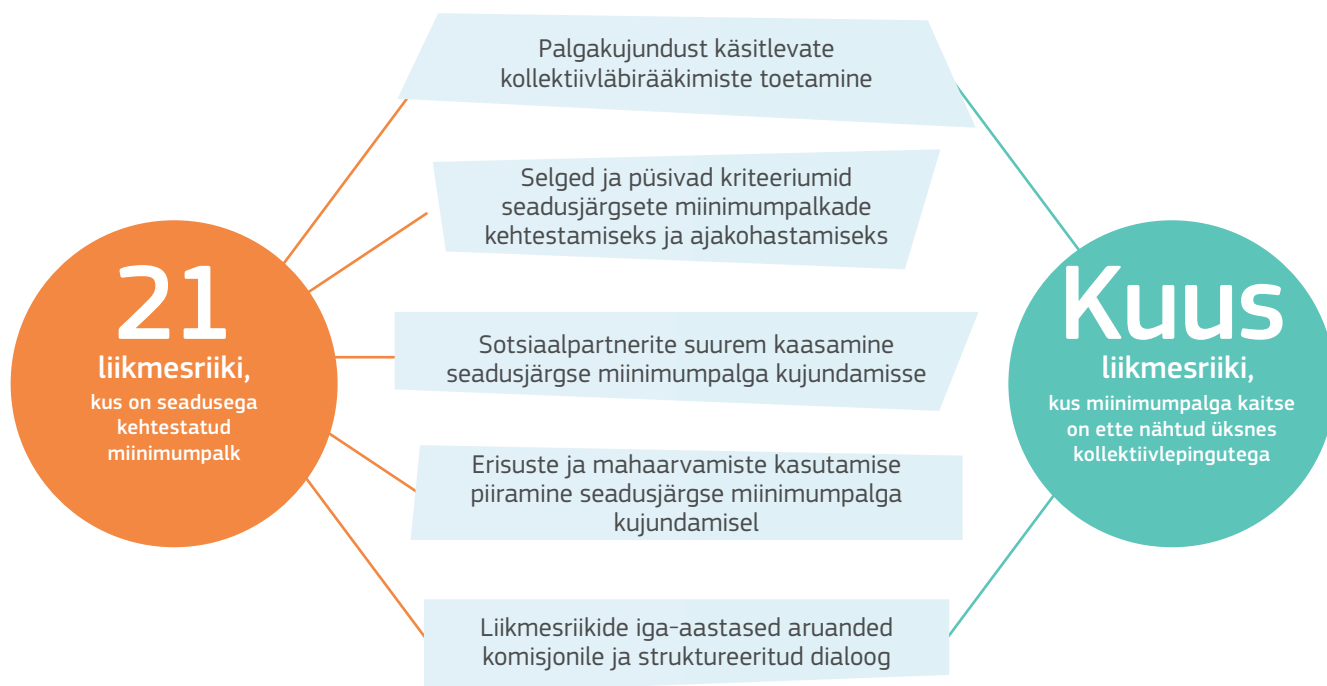 Palgakujundust käsitlevate
kollektiivläbirääkimiste toetamine
Selged ja püsivad kriteeriumid
seadusjärgsete miinimumpalkade
kehtestamiseks ja ajakohastamiseks
21
liikmesriiki,
kus on seadusega
kehtestatud
miinimumpalk
Sotsiaalpartnerite suurem kaasamine
seadusjärgse miinimumpalga kujundamisse
Kuus
liikmesriiki,
kus miinimumpalga kaitse
on ette nähtud üksnes
kollektiivlepingutega
Erisuste ja mahaarvamiste kasutamise
piiramine seadusjärgse miinimumpalga
kujundamisel
Liikmesriikide iga-aastased aruanded
komisjonile ja struktureeritud dialoog